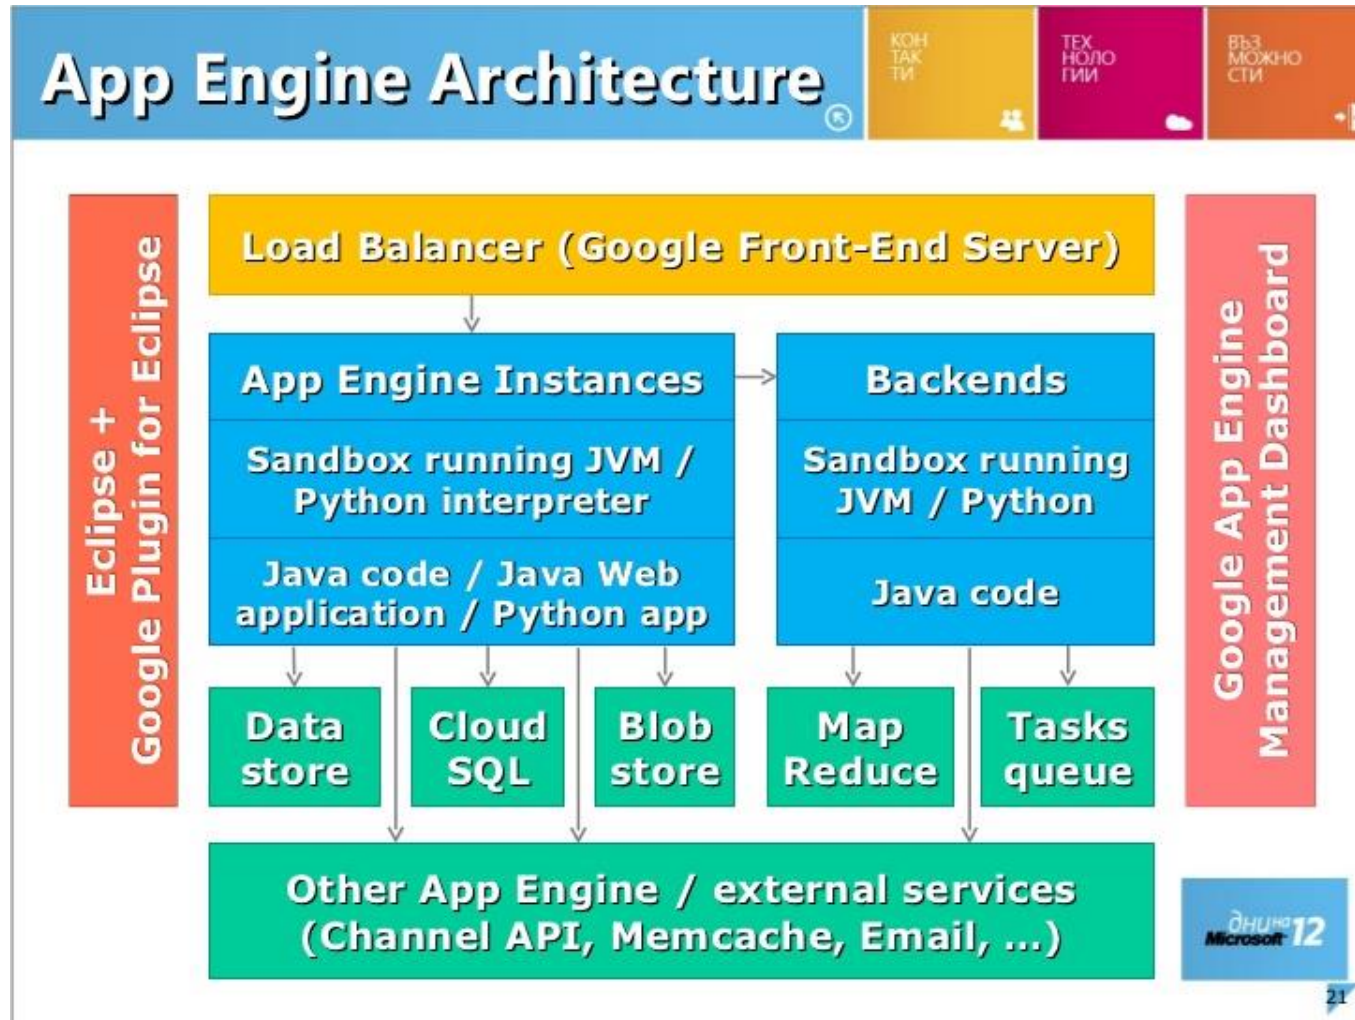 App Engine Architecture
КОН
ТАК
ТИ
ТЕХ
НОЛО
ГИИ
ВЪЗ
МОЖНО
СТИ
Eclipse +
Google Plugin for Eclipse
Load Balancer (Google Front-End Server)
App Engine Instances
Sandbox running JVM /
Python interpreter
Java code / Java Web
application / Python app
Backends
Sandbox running
JVM / Python
Java code
Google App Engine
Management Dashboard
Data
store
Cloud
SQL
Blob
store
Map
Reduce
Tasks
queue
Other App Engine / external services
(Channel API, Memcache, Email, ...)
дни на
Microsoft 12
21